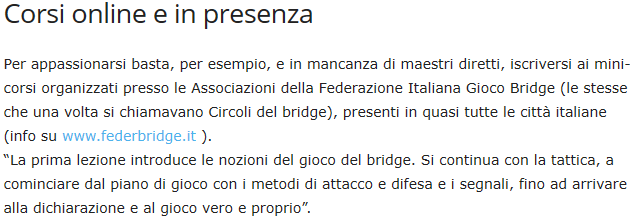 Corsi online e in presenza
Per appassionarsi basta, per esempio, e in mancanza di maestri diretti, iscriversi ai mini-
corsi organizzati presso le Associazioni della Federazione Italiana Gioco Bridge (le stesse
che una volta si chiamavano Circoli del bridge), presenti in quasi tutte le città italiane
(info su www.federbridge.it ).
“La prima lezione introduce le nozioni del gioco del bridge. Si continua con la tattica, a
cominciare dal piano di gioco con i metodi di attacco e difesa e i segnali, fino ad arrivare
alla dichiarazione e al gioco vero e proprio”.